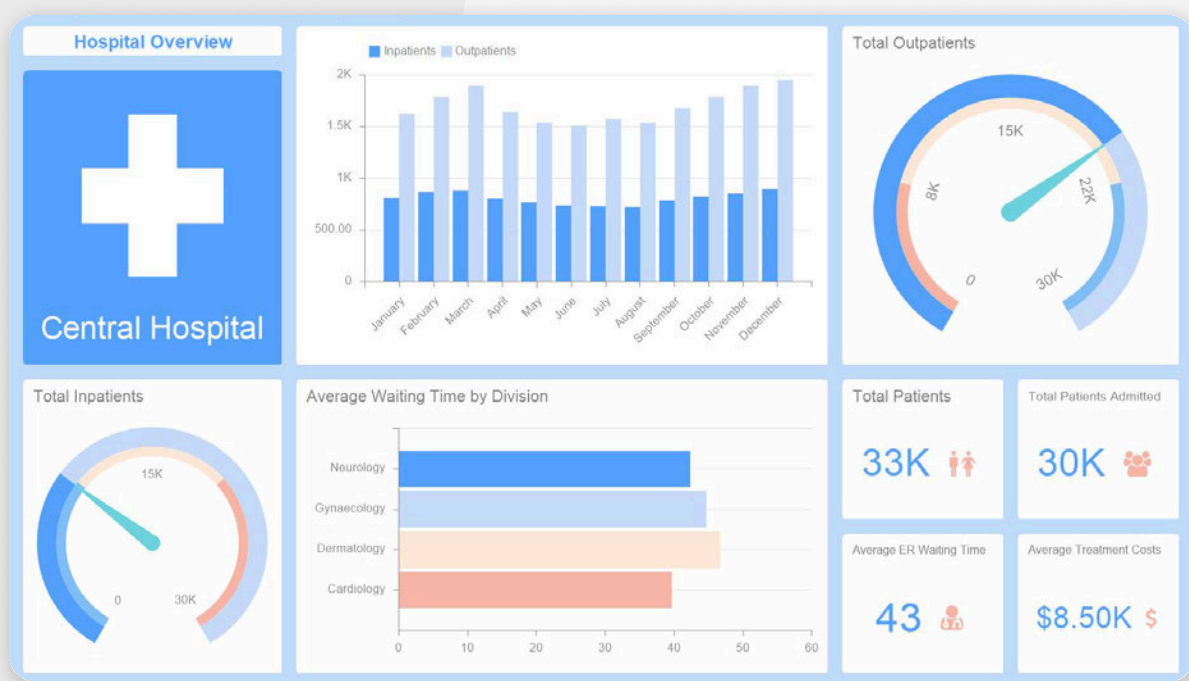 Hospital Overview
Central Hospital
Inpatients Outpatients
2K
1.5K
1K
500.00
0
January
February
March
April
May
June
July
August
September
October
November
December
Total Outpatients
0
8K
15K
22K
30K
Total Inpatients
0
15K
30K
Average Waiting Time by Division
Neurology
Gynaecology
Dermatology
Cardiology
0 10 20 30 40 50 60
Total Patients
33K
Total Patients Admitted
30K
Average ER Waiting Time
43
Average Treatment Costs
$8.50K $